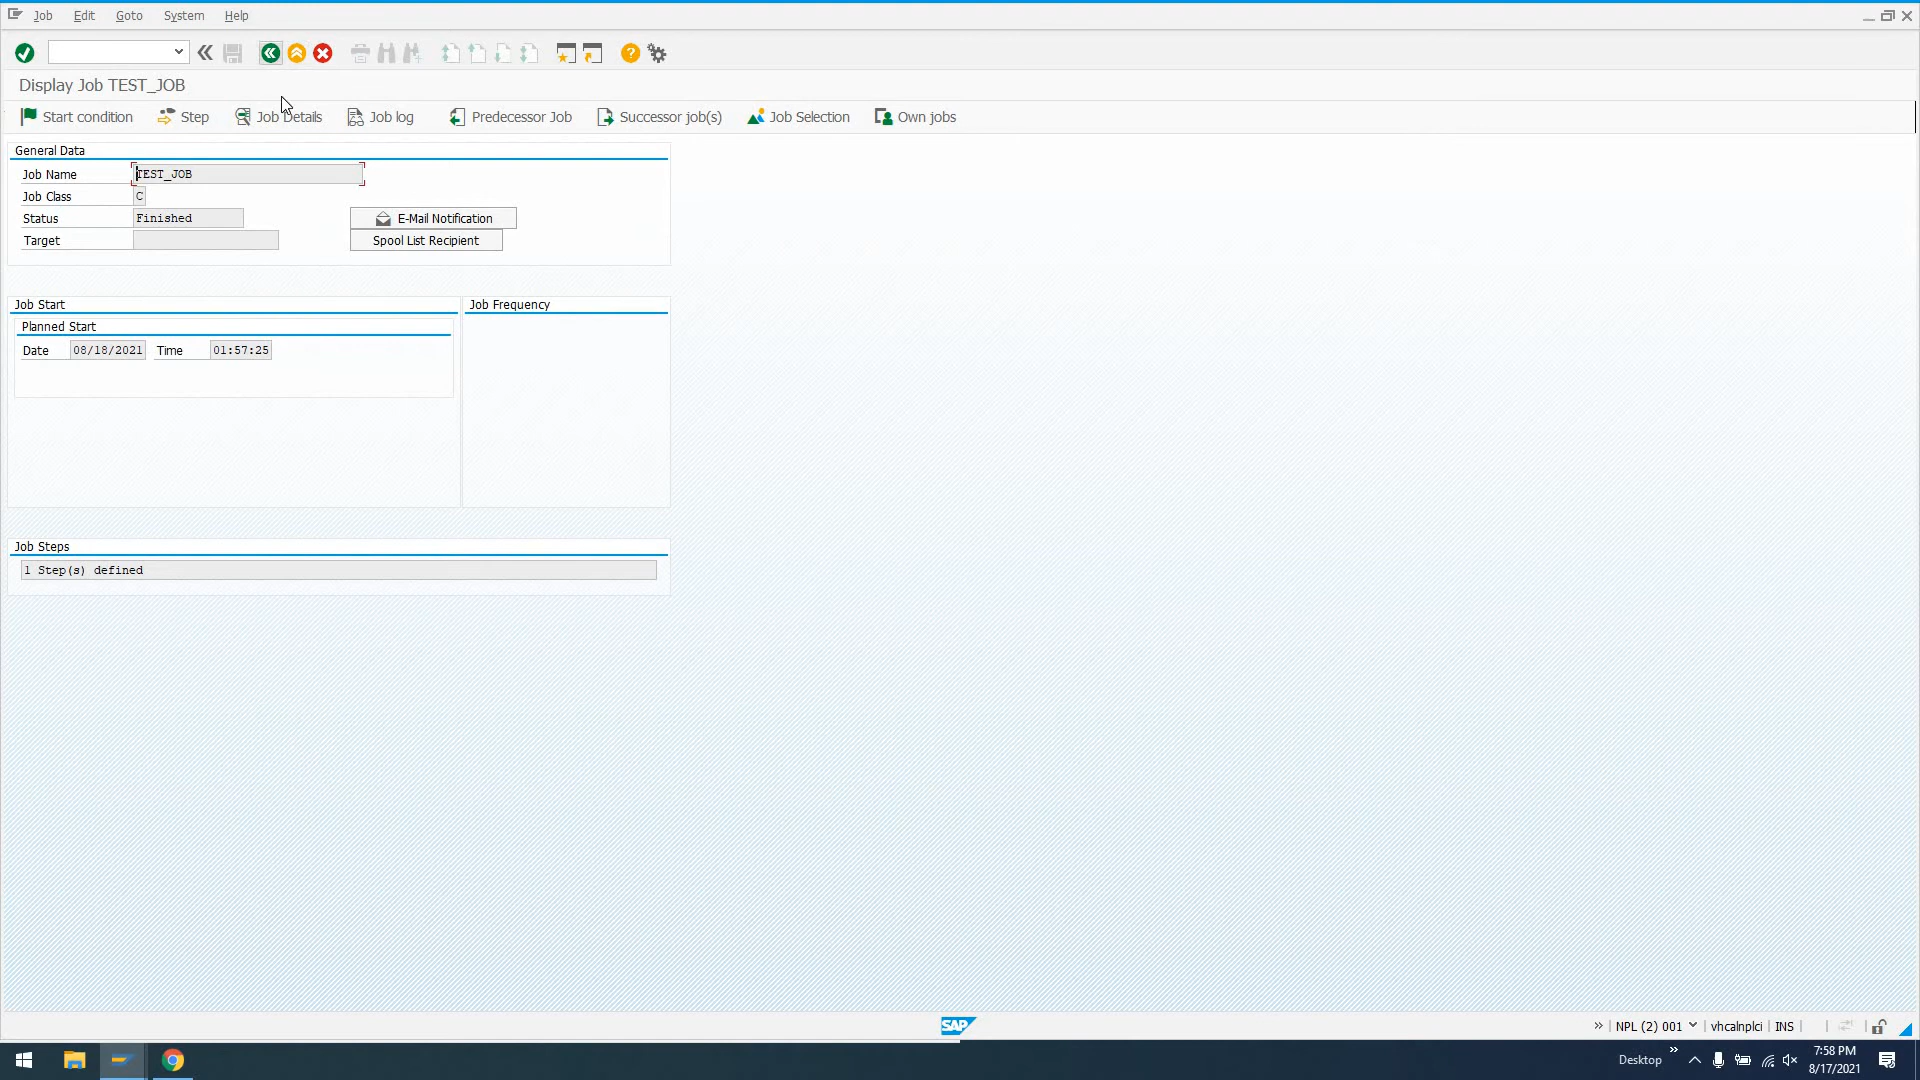 Job Edit Goto System Help
Display Job TEST_JOB
Start condition Step Job Details Job log Predecessor Job Successor job(s) Job Selection Own jobs
General Data
Job Name TEST_JOB
Job Class C
Status Finished E-Mail Notification
Target Spool List Recipient
Job Start Job Frequency
Planned Start
Date 08/18/2021 Time 01:57:25
Job Steps
1 Step(s) defined
SAP » NPL (2) 001 vhcalnplci INS
Desktop » 7:58 PM
8/17/2021